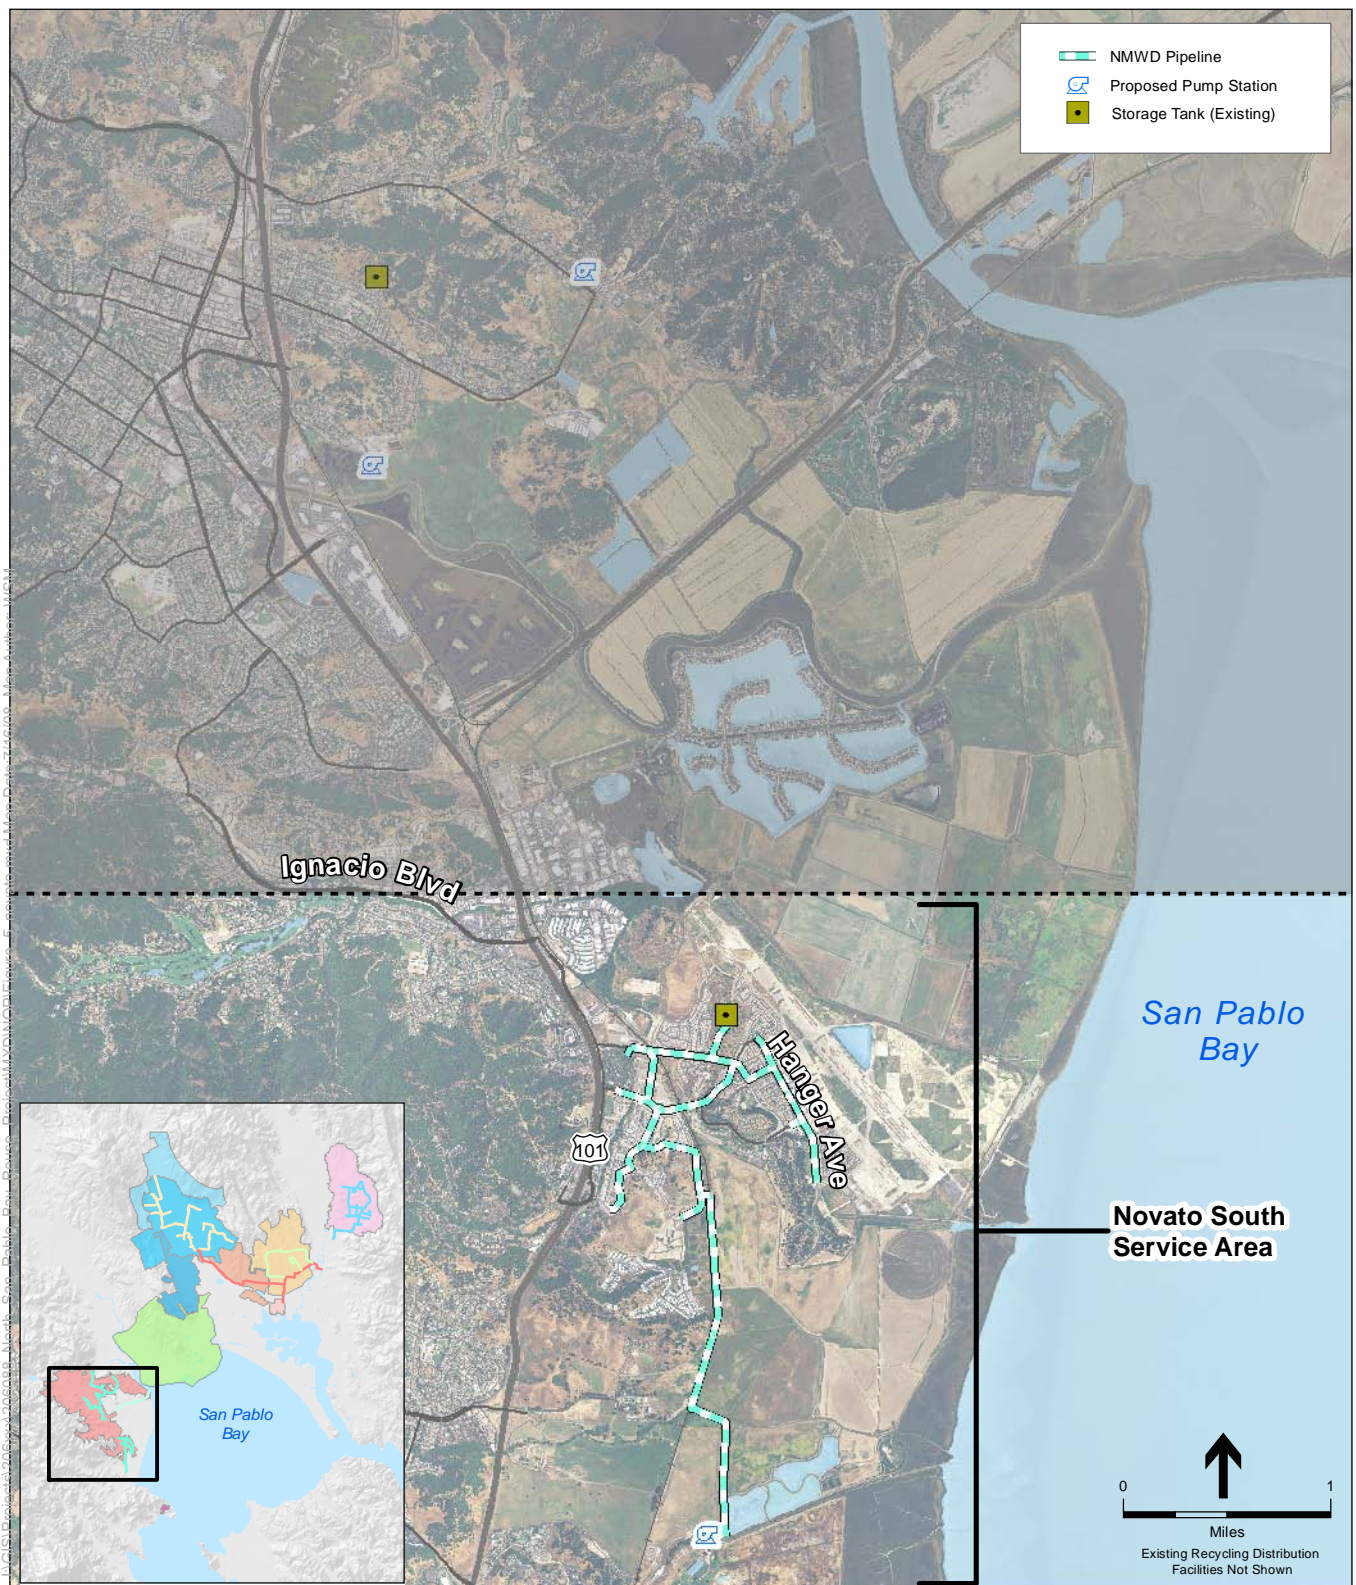 NMWD Pipeline
Proposed Pump Station
Storage Tank (Existing)
Ignacio Blvd
San Pablo
Bay
Hanger Ave
101
Novato South
Service Area
San Pablo
Bay
0 1
Miles
Existing Recycling Distribution
Facilities Not Shown